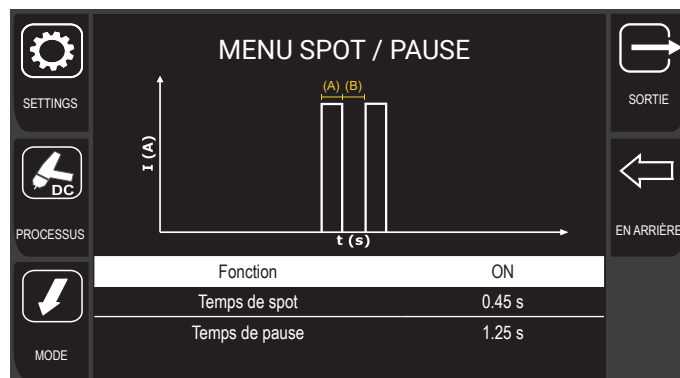 MENU SPOT / PAUSE
SETTINGS
DC
PROCESSUS
MODE
(A) (B)
I (A)
t (s)
Fonction ON
Temps de spot 0.45 s
Temps de pause 1.25 s
SORTIE
EN ARRIÈRE